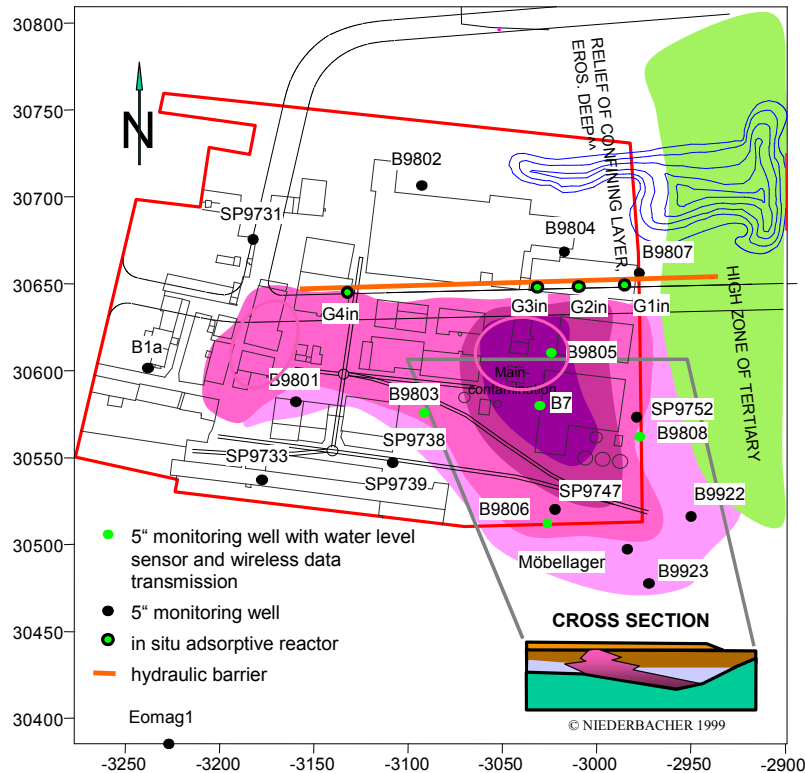 30800
30750
30700
30650
30600
30550
30500
30450
30400
-3250
-3200
-3150
-3100
-3050
-3000
-2950
-2900
N
RELIEF OF CONFINING LAYER,
EROS. DEEPM
HIGH ZONE OF TERTIARY
B9802
SP9731
B9804
B9807
G4in
G3in
G2in
G1in
B1a
B9805
Main-
contamination
B9801
B9803
B7
SP9752
B9808
SP9738
SP9733
SP9739
SP9747
B9806
B9922
Möbellager
B9923
5“ monitoring well with water level
sensor and wireless data
transmission
5“ monitoring well
in situ adsorptive reactor
hydraulic barrier
Eomag1
CROSS SECTION
© NIEDERBACHER 1999